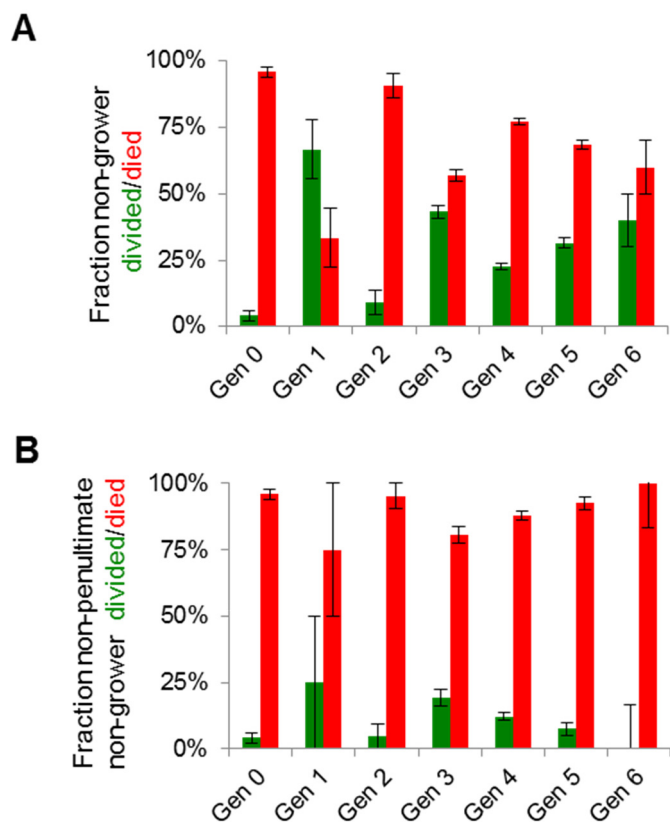 A
Fraction non-grower
divided/died
100%
75%
50%
25%
0%
Gen 0
Gen 1
Gen 2
Gen 3
Gen 4
Gen 5
Gen 6
B
Fraction non-penultimate
non-grower divided/died
100%
75%
50%
25%
0%
Gen 0
Gen 1
Gen 2
Gen 3
Gen 4
Gen 5
Gen 6